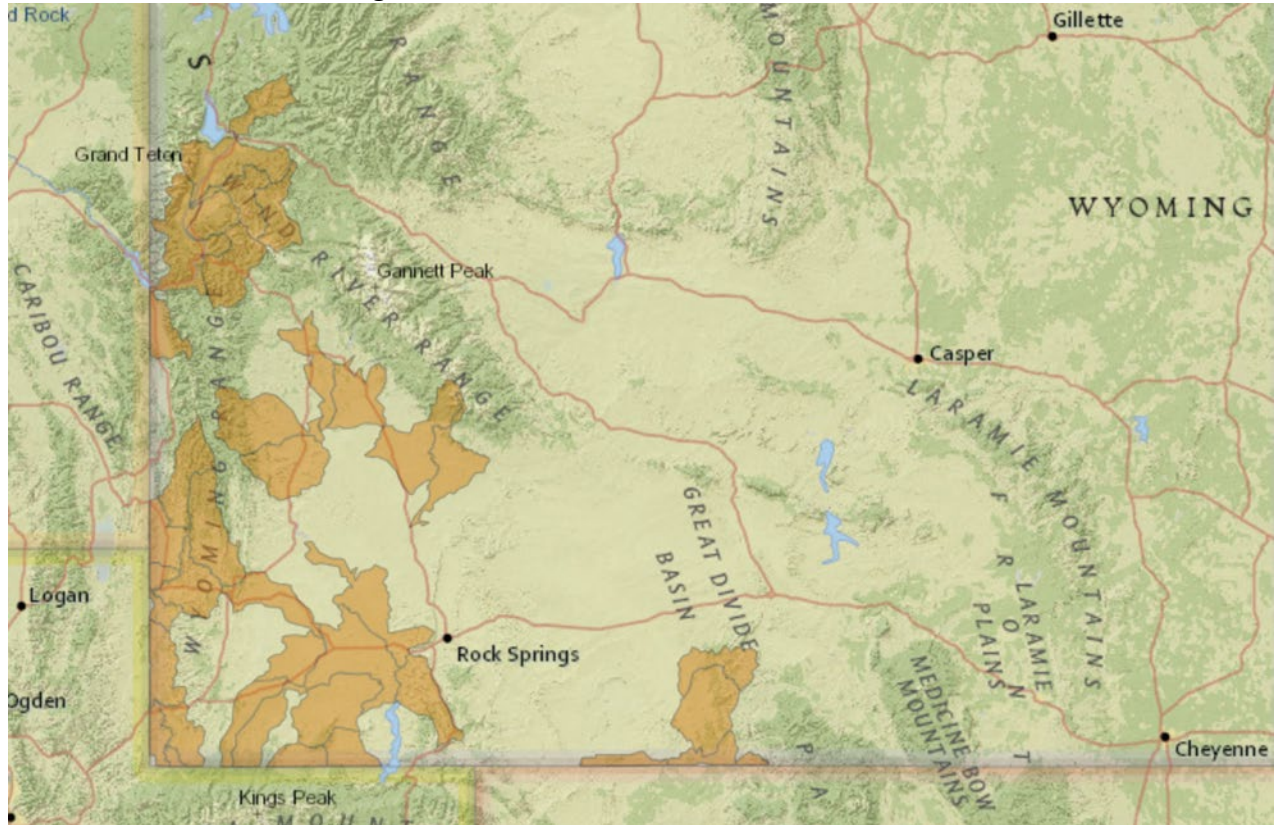 d Rock
Gillette
S
RANGE
MOUNTAINS
Grand Teton
WYOMING
WIND RIVER RANGE
Gannett Peak
CARIBOU RANGE
Casper
LARAMIE MOUNTAINS
WYOMING RANGE
GREAT DIVIDE
BASIN
F R O N T
LARAMIE
PLAINS
Logan
Rock Springs
MEDICINE BOW
MOUNTAINS
Ogden
Cheyenne
P A
Kings Peak
MOUNT